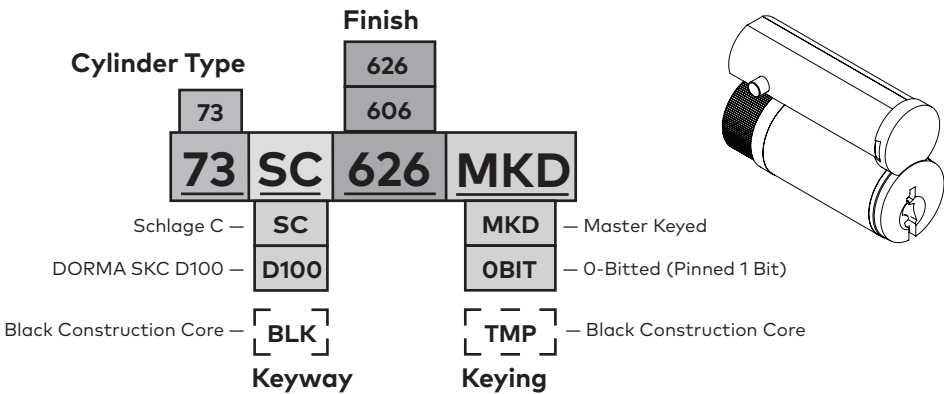 Finish
Cylinder Type
626
73
606
73 SC 626 MKD
Schlage C — SC
MKD — Master Keyed
DORMA SKC D100 — D100
0BIT — 0-Bitted (Pinned 1 Bit)
Black Construction Core — BLK
TMP — Black Construction Core
Keyway
Keying